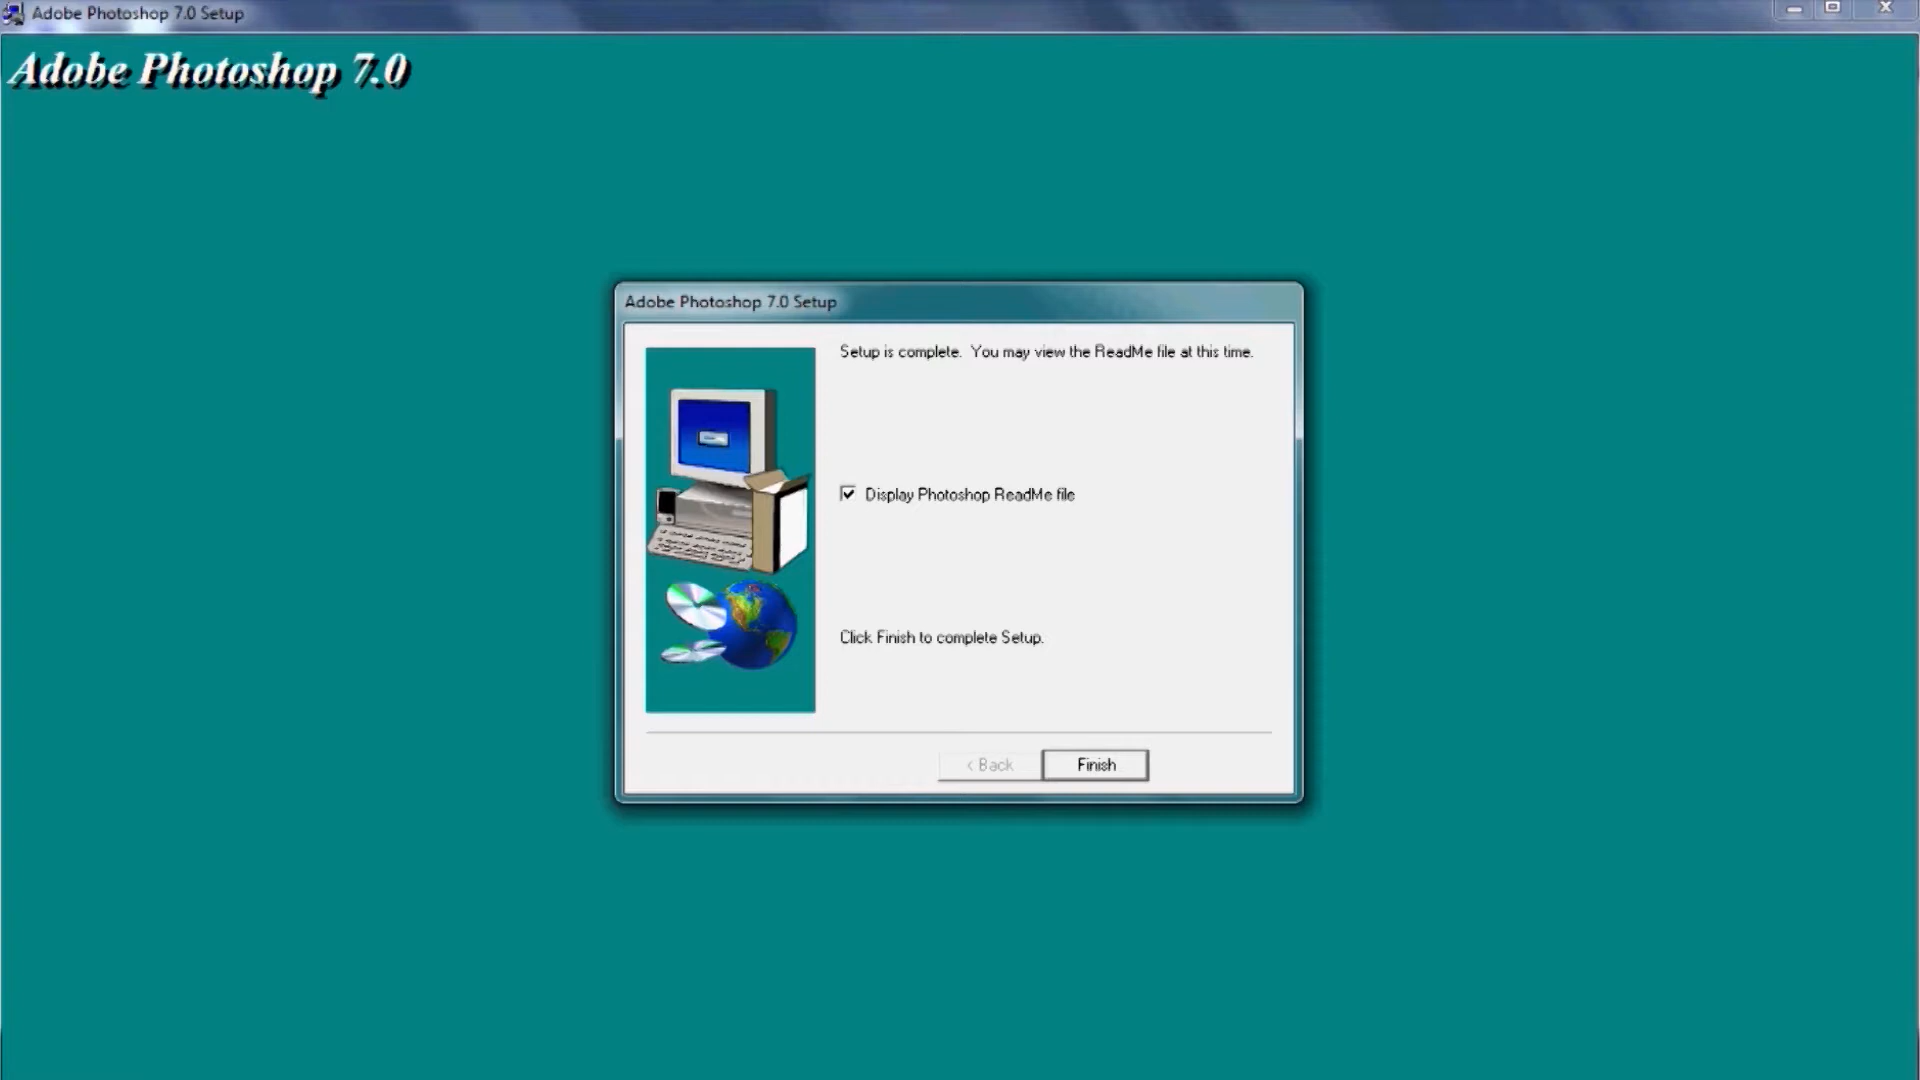 Adobe Photoshop 7.0 Setup
Adobe Photoshop 7.0
Adobe Photoshop 7.0 Setup
Setup is complete.  You may view the ReadMe file at this time.
Display Photoshop ReadMe file
Click Finish to complete Setup.
< Back
Finish